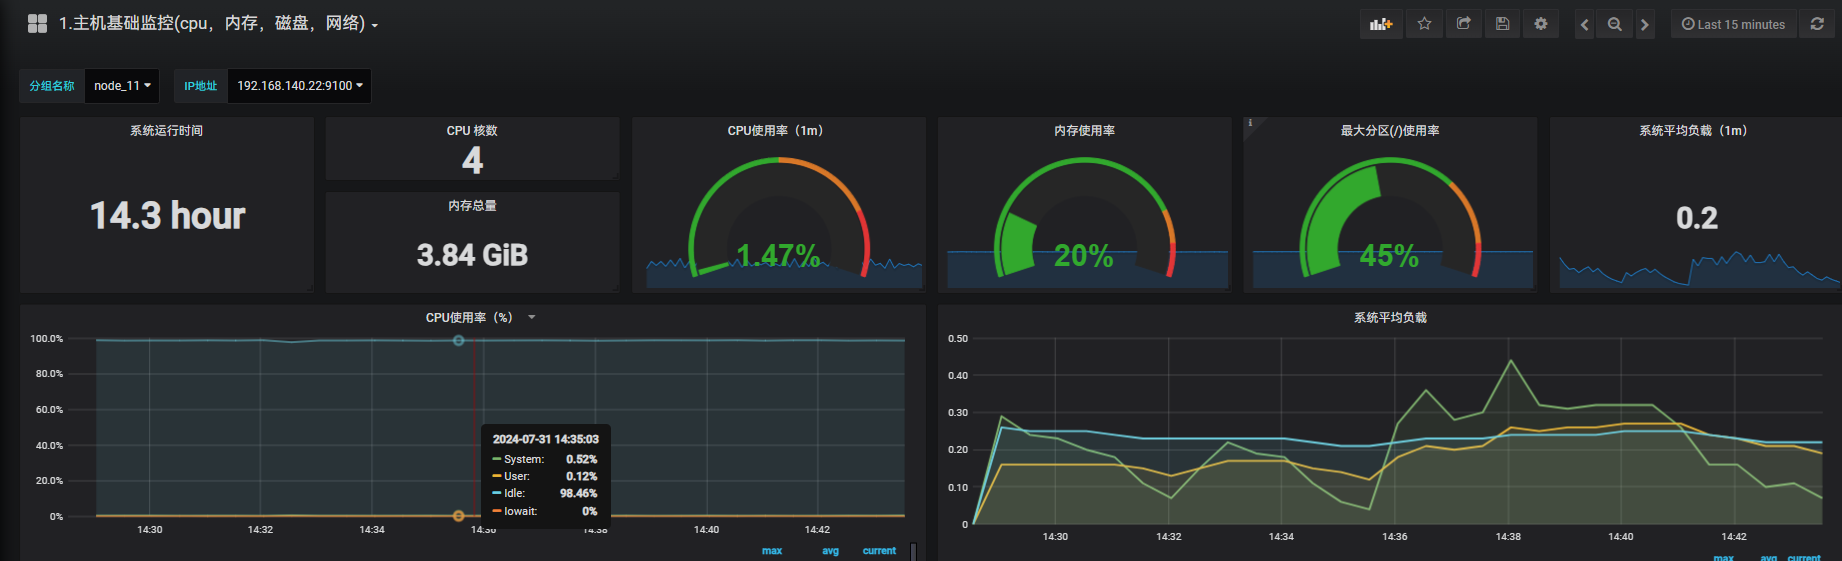 1.主机基础监控(cpu，内存，磁盘，网络)
Last 15 minutes
分组名称 node_11 IP地址 192.168.140.22:9100
系统运行时间
14.3 hour
CPU 核数
4
内存总量
3.84 GiB
CPU使用率（1m）
1.47%
内存使用率
20%
i
最大分区(/)使用率
45%
系统平均负载（1m）
0.2
CPU使用率（%）
100.0%
80.0%
60.0%
40.0%
20.0%
0%
14:30 14:32 14:34 14:36 14:38 14:40 14:42
2024-07-31 14:35:03
System: 0.52%
User: 0.12%
Idle: 98.46%
Iowait: 0%
max avg current
系统平均负载
0.50
0.40
0.30
0.20
0.10
0
14:30 14:32 14:34 14:36 14:38 14:40 14:42
max avg current